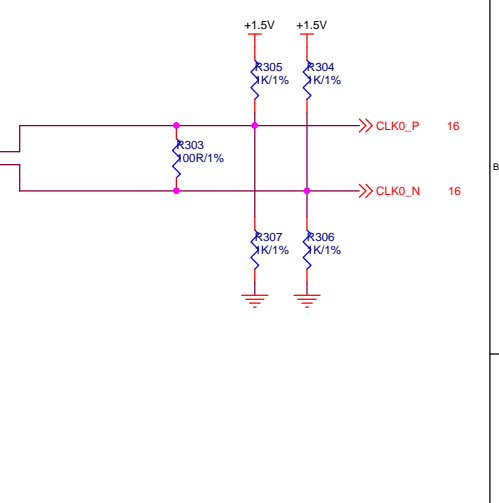 +1.5V +1.5V
R305 R304
1K/1% 1K/1%
CLK0_P 16
R303
100R/1%
B
CLK0_N 16
R307 R306
1K/1% 1K/1%